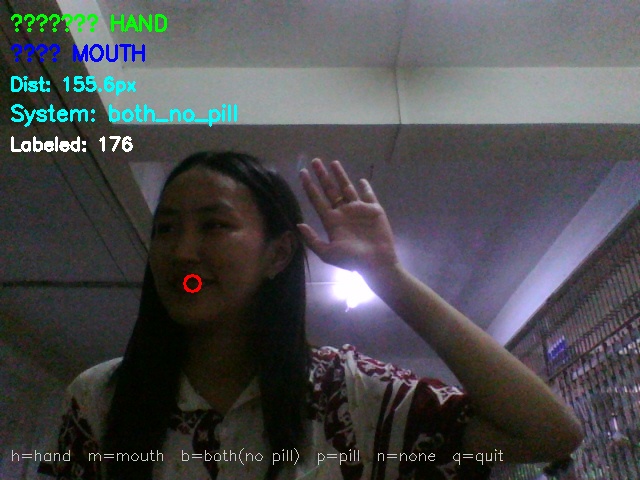 ??????? HAND
???? MOUTH
Dist: 155.6px
System: both_no_pill
Labeled: 176
h=hand m=mouth b=both(no pill) p=pill n=none q=quit